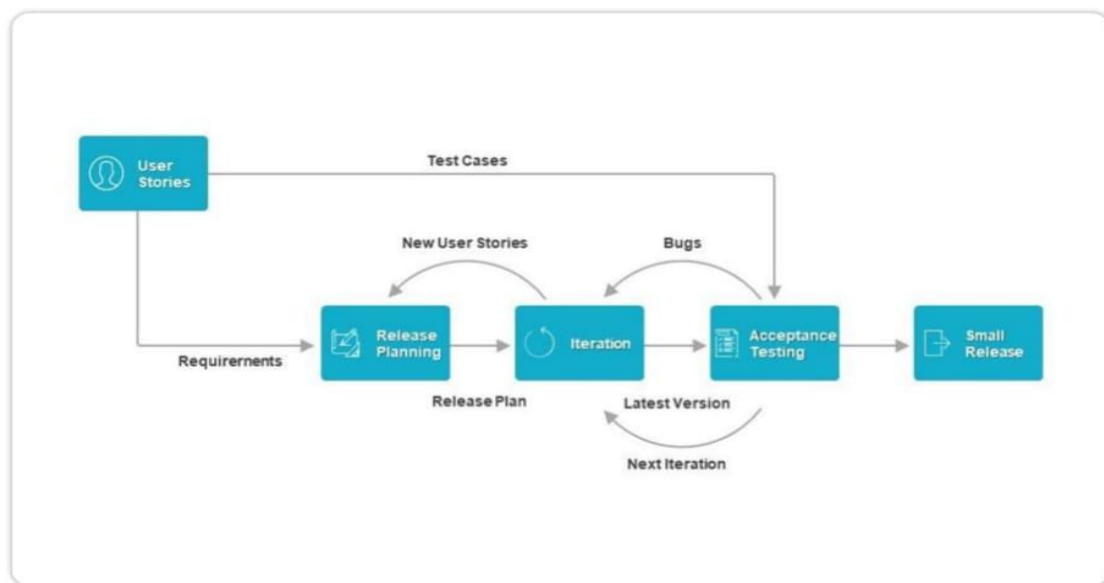 User
Stories
Test Cases
New User Stories
Bugs
Release
Planning
Iteration
Acceptance
Testing
Small
Release
Requirernents
Release Plan
Latest Version
Next Iteration